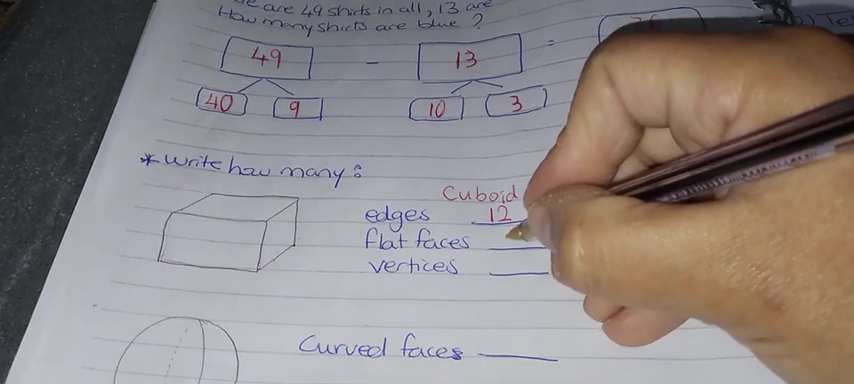 are 49 shirts in all, 13 are
How many shirts are blue ?
49 - 13 =
40 9 10 3
* Write how many :
Cuboid
edges 12
flat faces
vertices
Curved faces